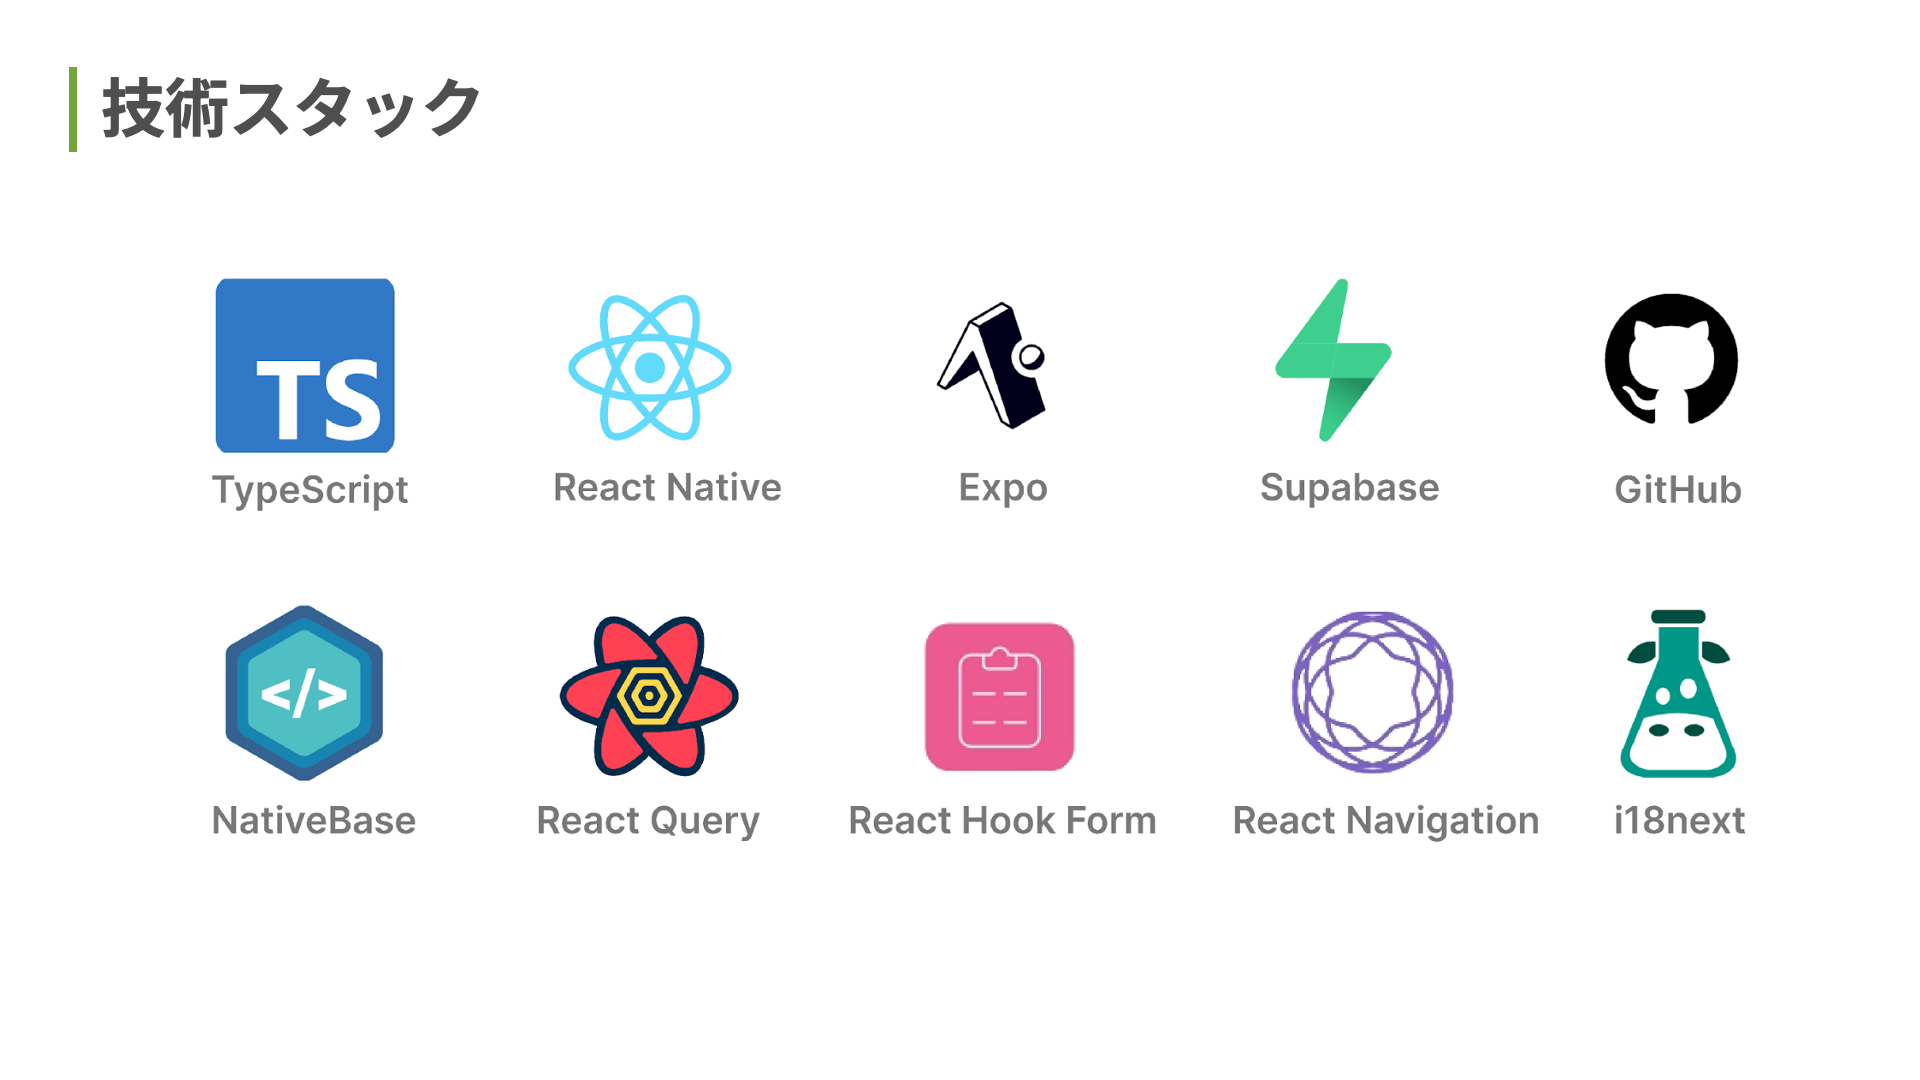 技術スタック
TS
TypeScript
React Native
Expo
Supabase
GitHub
</>
NativeBase
React Query
React Hook Form
React Navigation
i18next